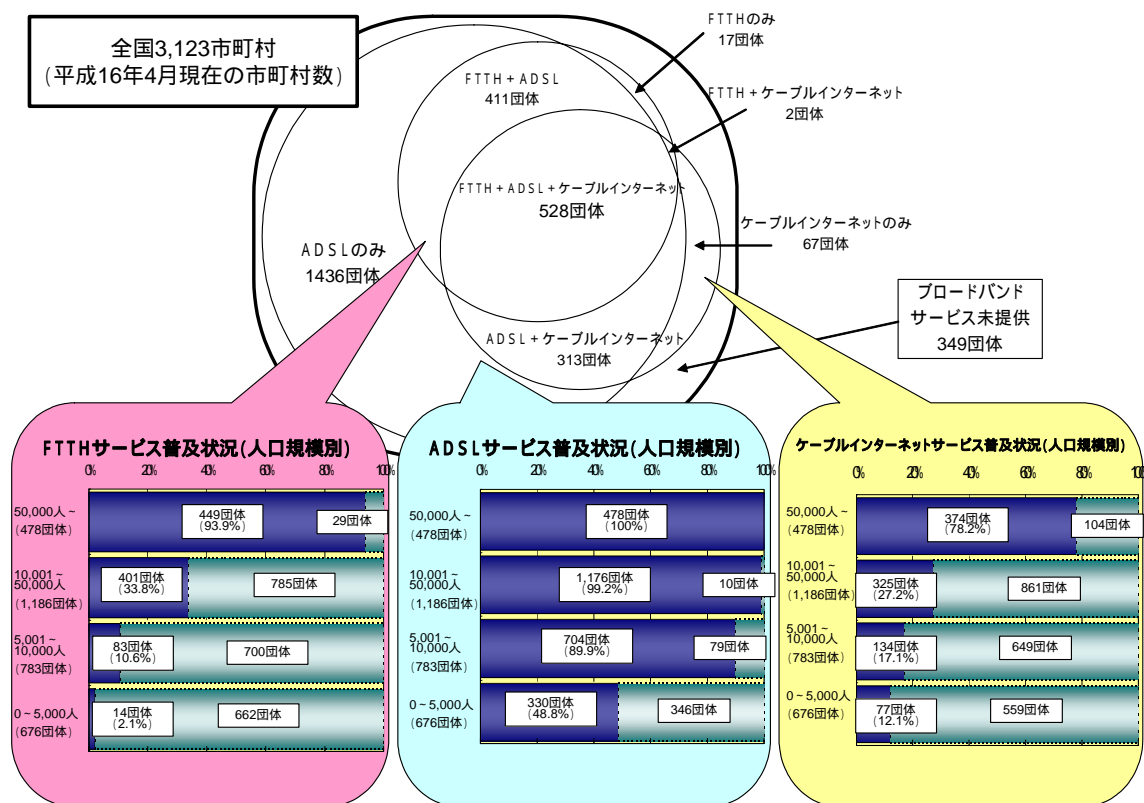 全国3,123市町村
(平成16年4月現在の市町村数)
FTTHのみ
17団体
FTTH+ADSL
411団体
FTTH+ケーブルインターネット
2団体
FTTH+ADSL+ケーブルインターネット
528団体
ケーブルインターネットのみ
67団体
ADSLのみ
1436団体
ブロードバンド
サービス未提供
349団体
ADSL+ケーブルインターネット
313団体
FTTHサービス普及状況(人口規模別)
0% 20% 40% 60% 80% 100%
50,000人~
(478団体)
449団体
(93.9%)
29団体
10,001~
50,000人
(1,186団体)
401団体
(33.8%)
785団体
5,001~
10,000人
(783団体)
83団体
(10.6%)
700団体
0~5,000人
(676団体)
14団体
(2.1%)
662団体
ADSLサービス普及状況(人口規模別)
0% 20% 40% 60% 80% 100%
50,000人~
(478団体)
478団体
(100%)
10,001~
50,000人
(1,186団体)
1,176団体
(99.2%)
10団体
5,001~
10,000人
(783団体)
704団体
(89.9%)
79団体
0~5,000人
(676団体)
330団体
(48.8%)
346団体
ケーブルインターネットサービス普及状況(人口規模別)
0% 20% 40% 60% 80% 100%
50,000人~
(478団体)
374団体
(78.2%)
104団体
10,001~
50,000人
(1,186団体)
325団体
(27.2%)
861団体
5,001~
10,000人
(783団体)
134団体
(17.1%)
649団体
0~5,000人
(676団体)
77団体
(12.1%)
559団体